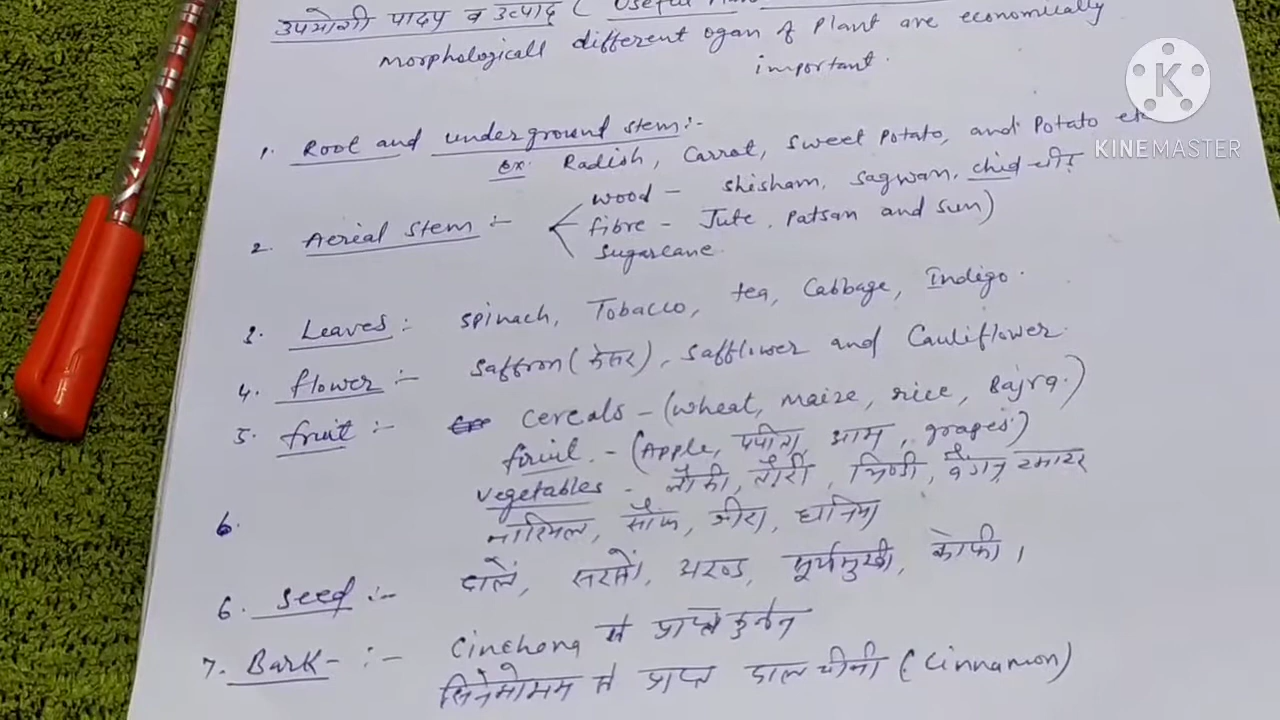 उपयोगी पादप व उत्पाद ( Useful
morphologicall different ogan of Plant are economically
important.
1. Root and underground stem:-
ex. Radish, Carrot, Sweet Potato, and Potato etc
2. Aerial stem :- wood - shisham, sagwan, chid चीड़
fibre - Jute, Patsan and sun)
sugarcane.
3. Leaves :- spinach, Tobacco, tea, Cabbage, Indigo.
4. flower :- saffron (केसर), safflower and Cauliflower.
5. fruit :- cereals - (wheat, maize, rice, Bajra.)
fruit. - (Apple, पपीता, आम, grapes)
vegetables - लौकी, तौरी, भिण्डी, बैंगन, टमाटर
6
नारियल, सौंफ, जीरा, धनिया
6. seed :- दालें, सरसों, अरण्ड, सूर्यमुखी, कोफी।
7. Bark- :- Cinchona से प्राप्त कुनैन
सिनेमोमम से प्राप्त दालचीनी (Cinnamon)
K
KINEMASTER